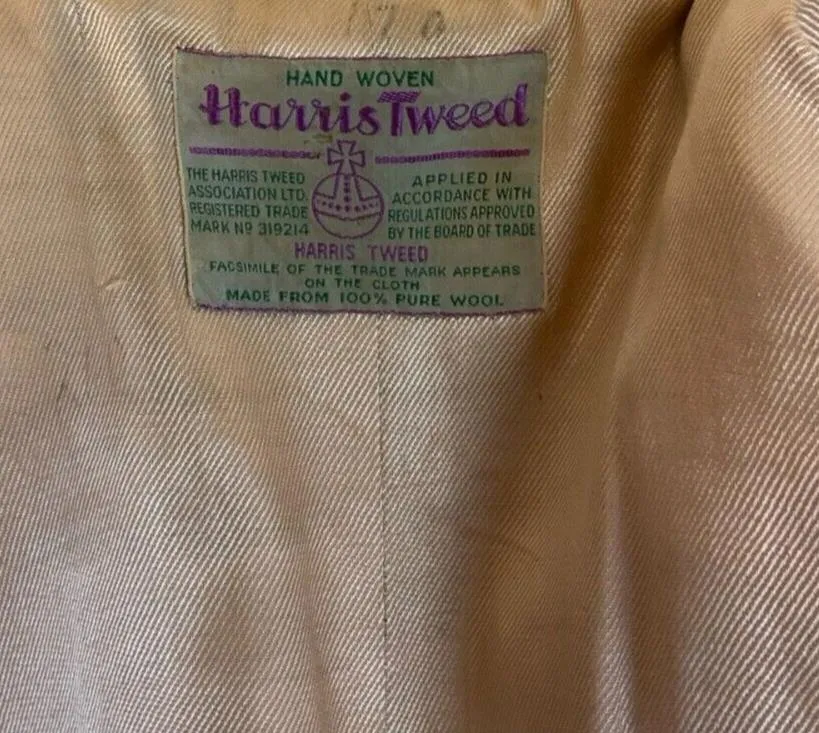 HAND WOVEN
Harris Tweed
THE HARRIS TWEED
ASSOCIATION LTD.
REGISTERED TRADE
MARK Nº 319214
APPLIED IN
ACCORDANCE WITH
REGULATIONS APPROVED
BY THE BOARD OF TRADE
HARRIS TWEED
FACSIMILE OF THE TRADE MARK APPEARS
ON THE CLOTH
MADE FROM 100% PURE WOOL